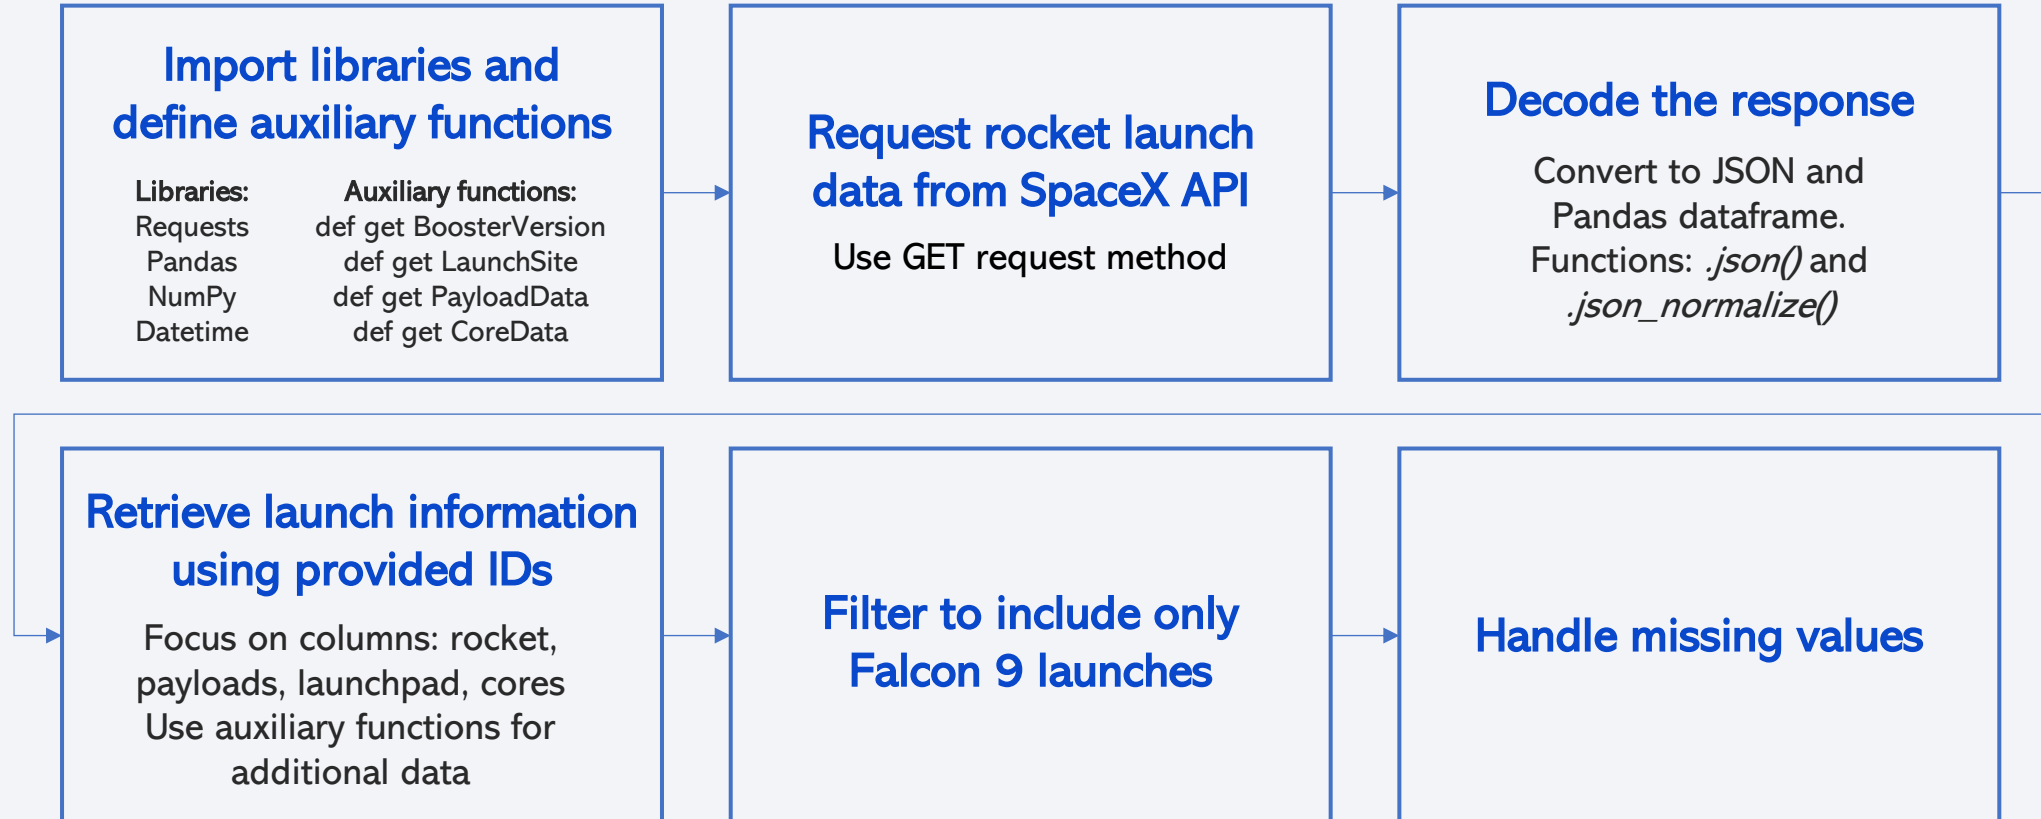 Import libraries and
define auxiliary functions
Libraries:
Requests
Pandas
NumPy
Datetime
Auxiliary functions:
def get BoosterVersion
def get LaunchSite
def get PayloadData
def get CoreData
Request rocket launch
data from SpaceX API
Use GET request method
Decode the response
Convert to JSON and
Pandas dataframe.
Functions: .json() and
.json_normalize()
Retrieve launch information
using provided IDs
Focus on columns: rocket,
payloads, launchpad, cores
Use auxiliary functions for
additional data
Filter to include only
Falcon 9 launches
Handle missing values